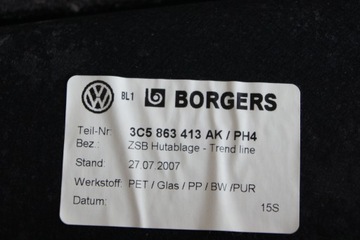 BL1 BORGERS
Teil-Nr: 3C5 863 413 AK / PH4
Bez.: ZSB Hutablage - Trend line
Stand: 27.07.2007
Werkstoff: PET / Glas / PP / BW /PUR
Datum: 15S